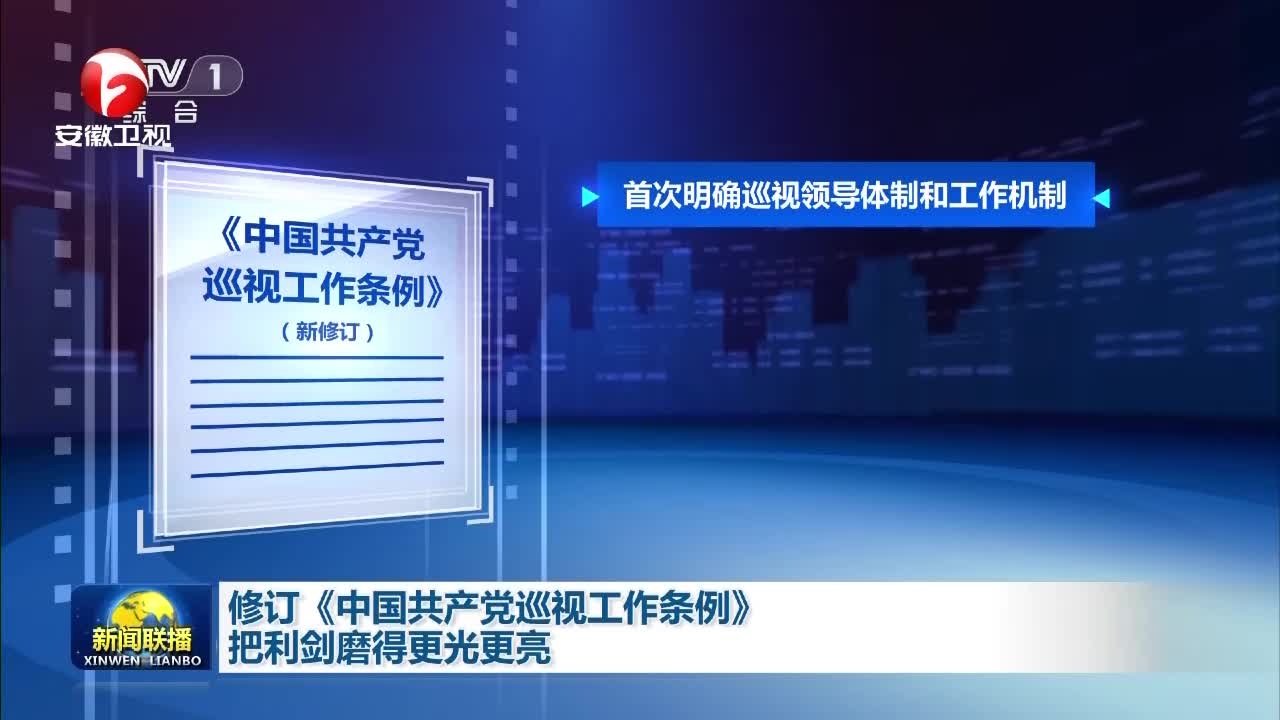 TV 1
综合
安徽卫视
首次明确巡视领导体制和工作机制
《中国共产党
巡视工作条例》
（新修订）
修订《中国共产党巡视工作条例》
把利剑磨得更光更亮
新闻联播
XINWEN LIANBO